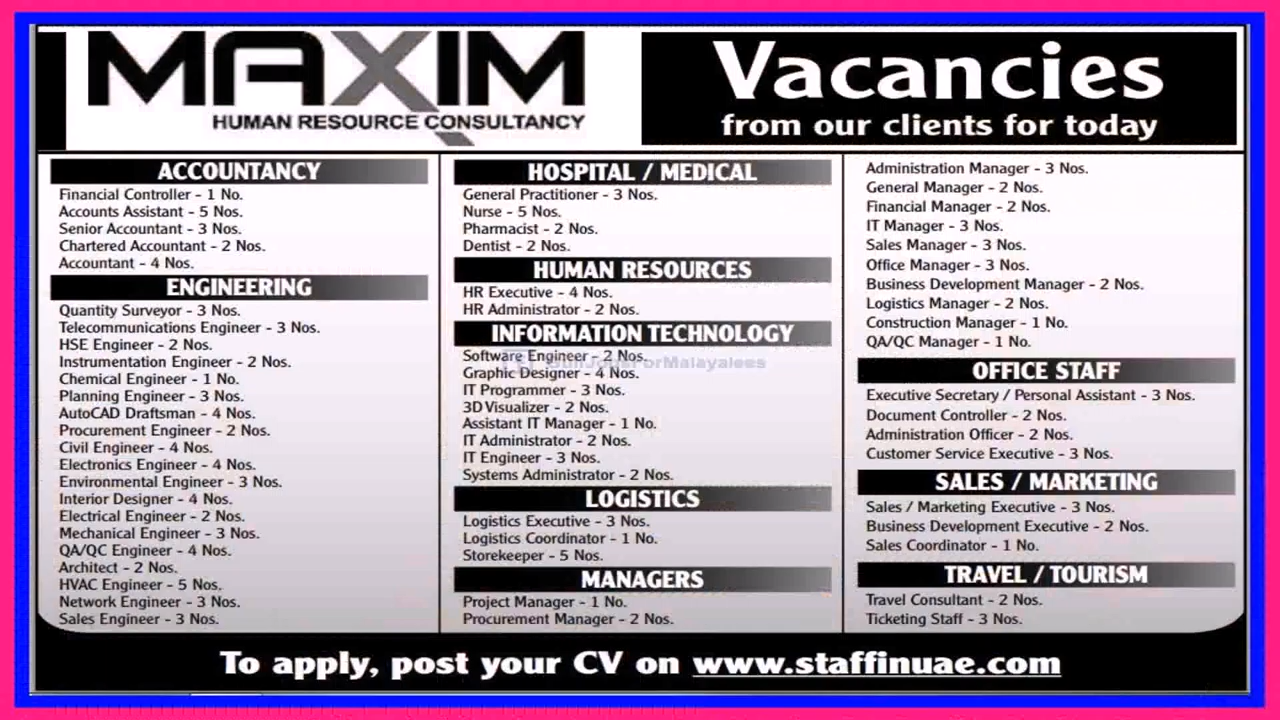 MAXIM
HUMAN RESOURCE CONSULTANCY
Vacancies
from our clients for today
ACCOUNTANCY
Financial Controller - 1 No.
Accounts Assistant - 5 Nos.
Senior Accountant - 3 Nos.
Chartered Accountant - 2 Nos.
Accountant - 4 Nos.
ENGINEERING
Quantity Surveyor - 3 Nos.
Telecommunications Engineer - 3 Nos.
HSE Engineer - 2 Nos.
Instrumentation Engineer - 2 Nos.
Chemical Engineer - 1 No.
Planning Engineer - 3 Nos.
AutoCAD Draftsman - 4 Nos.
Procurement Engineer - 2 Nos.
Civil Engineer - 4 Nos.
Electronics Engineer - 4 Nos.
Environmental Engineer - 3 Nos.
Interior Designer - 4 Nos.
Electrical Engineer - 2 Nos.
Mechanical Engineer - 3 Nos.
QA/QC Engineer - 4 Nos.
Architect - 2 Nos.
HVAC Engineer - 5 Nos.
Network Engineer - 3 Nos.
Sales Engineer - 3 Nos.
HOSPITAL / MEDICAL
General Practitioner - 3 Nos.
Nurse - 5 Nos.
Pharmacist - 2 Nos.
Dentist - 2 Nos.
HUMAN RESOURCES
HR Executive - 4 Nos.
HR Administrator - 2 Nos.
INFORMATION TECHNOLOGY
Software Engineer - 2 Nos.
GulfJobsForMalayalees
Graphic Designer - 4 Nos.
IT Programmer - 3 Nos.
3D Visualizer - 2 Nos.
Assistant IT Manager - 1 No.
IT Administrator - 2 Nos.
IT Engineer - 3 Nos.
Systems Administrator - 2 Nos.
LOGISTICS
Logistics Executive - 3 Nos.
Logistics Coordinator - 1 No.
Storekeeper - 5 Nos.
MANAGERS
Project Manager - 1 No.
Procurement Manager - 2 Nos.
Administration Manager - 3 Nos.
General Manager - 2 Nos.
Financial Manager - 2 Nos.
IT Manager - 3 Nos.
Sales Manager - 3 Nos.
Office Manager - 3 Nos.
Business Development Manager - 2 Nos.
Logistics Manager - 2 Nos.
Construction Manager - 1 No.
QA/QC Manager - 1 No.
OFFICE STAFF
Executive Secretary / Personal Assistant - 3 Nos.
Document Controller - 2 Nos.
Administration Officer - 2 Nos.
Customer Service Executive - 3 Nos.
SALES / MARKETING
Sales / Marketing Executive - 3 Nos.
Business Development Executive - 2 Nos.
Sales Coordinator - 1 No.
TRAVEL / TOURISM
Travel Consultant - 2 Nos.
Ticketing Staff - 3 Nos.
To apply, post your CV on www.staffinuae.com